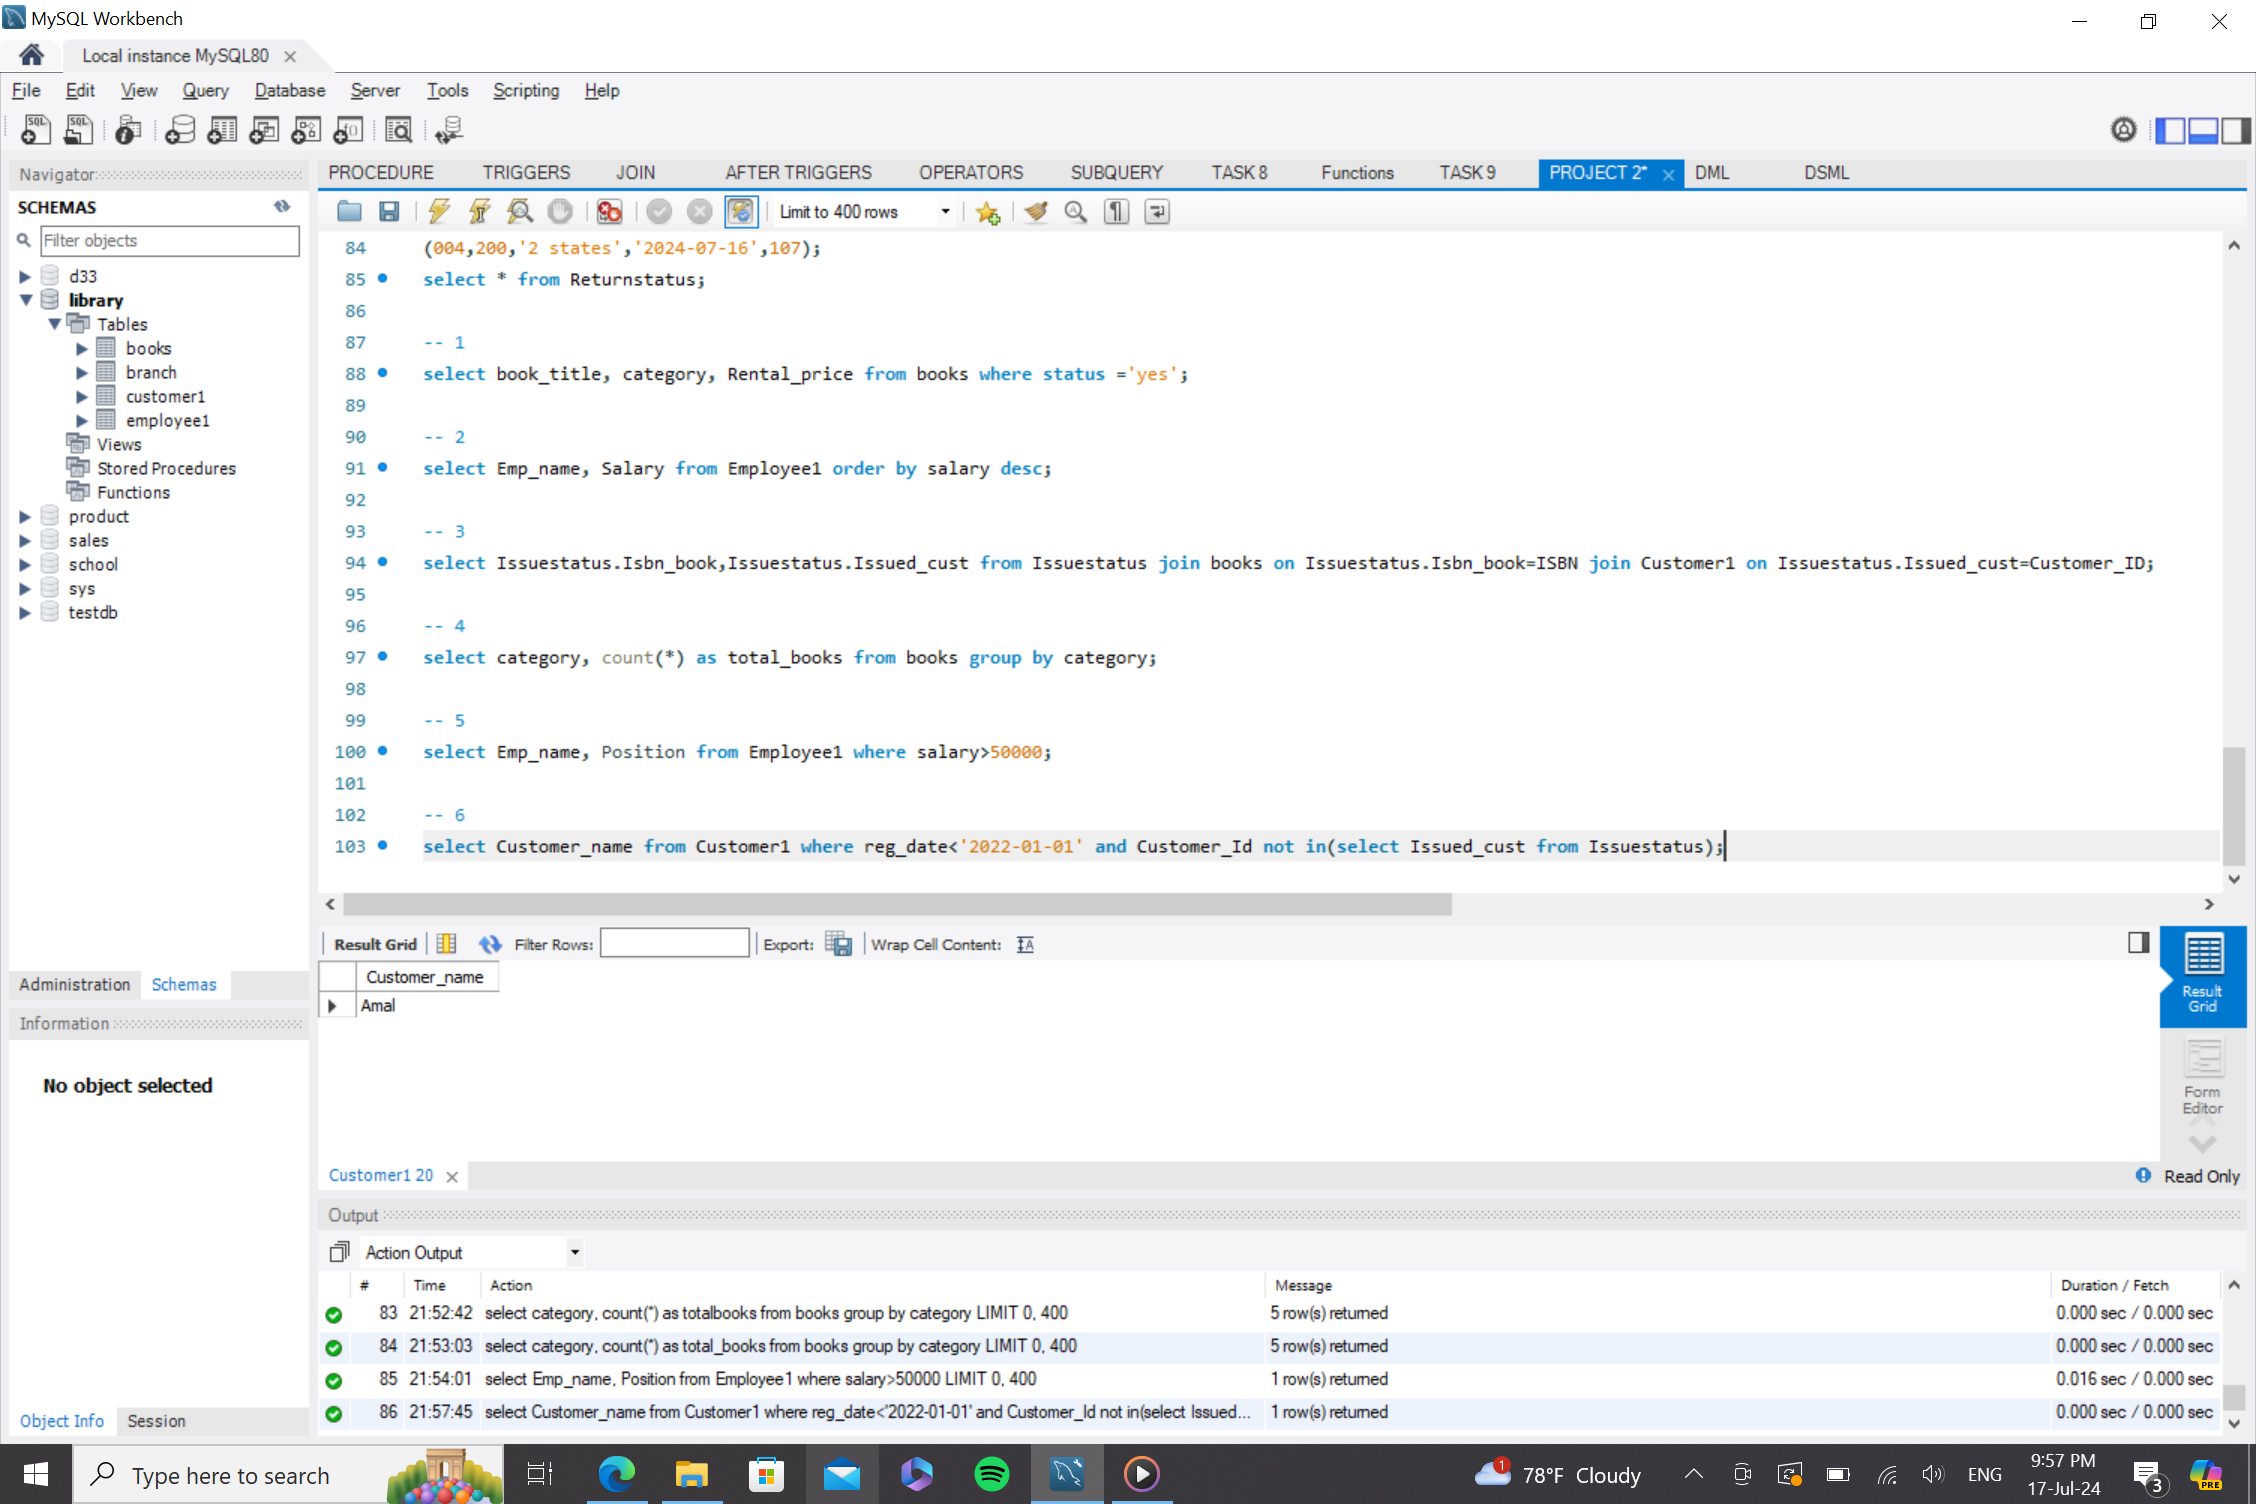 MySQL Workbench
Local instance MySQL80
File Edit View Query Database Server Tools Scripting Help
Navigator
SCHEMAS
Filter objects
d33
library
Tables
books
branch
customer1
employee1
Views
Stored Procedures
Functions
product
sales
school
sys
testdb
Administration Schemas
Information
No object selected
Object Info Session
PROCEDURE TRIGGERS JOIN AFTER TRIGGERS OPERATORS SUBQUERY TASK 8 Functions TASK 9 PROJECT 2* DML DSML
Limit to 400 rows
84 (004,200,'2 states','2024-07-16',107);
85 select * from Returnstatus;
86
87 -- 1
88 select book_title, category, Rental_price from books where status ='yes';
89
90 -- 2
91 select Emp_name, Salary from Employee1 order by salary desc;
92
93 -- 3
94 select Issuestatus.Isbn_book,Issuestatus.Issued_cust from Issuestatus join books on Issuestatus.Isbn_book=ISBN join Customer1 on Issuestatus.Issued_cust=Customer_ID;
95
96 -- 4
97 select category, count(*) as total_books from books group by category;
98
99 -- 5
100 select Emp_name, Position from Employee1 where salary>50000;
101
102 -- 6
103 select Customer_name from Customer1 where reg_date<'2022-01-01' and Customer_Id not in(select Issued_cust from Issuestatus);
Result Grid Filter Rows: Export: Wrap Cell Content:
Customer_name
Amal
Result
Grid
Form
Editor
Customer1 20
Read Only
Output
Action Output
# Time Action Message Duration / Fetch
83 21:52:42 select category, count(*) as totalbooks from books group by category LIMIT 0, 400 5 row(s) returned 0.000 sec / 0.000 sec
84 21:53:03 select category, count(*) as total_books from books group by category LIMIT 0, 400 5 row(s) returned 0.000 sec / 0.000 sec
85 21:54:01 select Emp_name, Position from Employee1 where salary>50000 LIMIT 0, 400 1 row(s) returned 0.016 sec / 0.000 sec
86 21:57:45 select Customer_name from Customer1 where reg_date<'2022-01-01' and Customer_Id not in(select Issued... 1 row(s) returned 0.000 sec / 0.000 sec
Type here to search
1
78°F Cloudy
ENG
9:57 PM
17-Jul-24
3
PRE